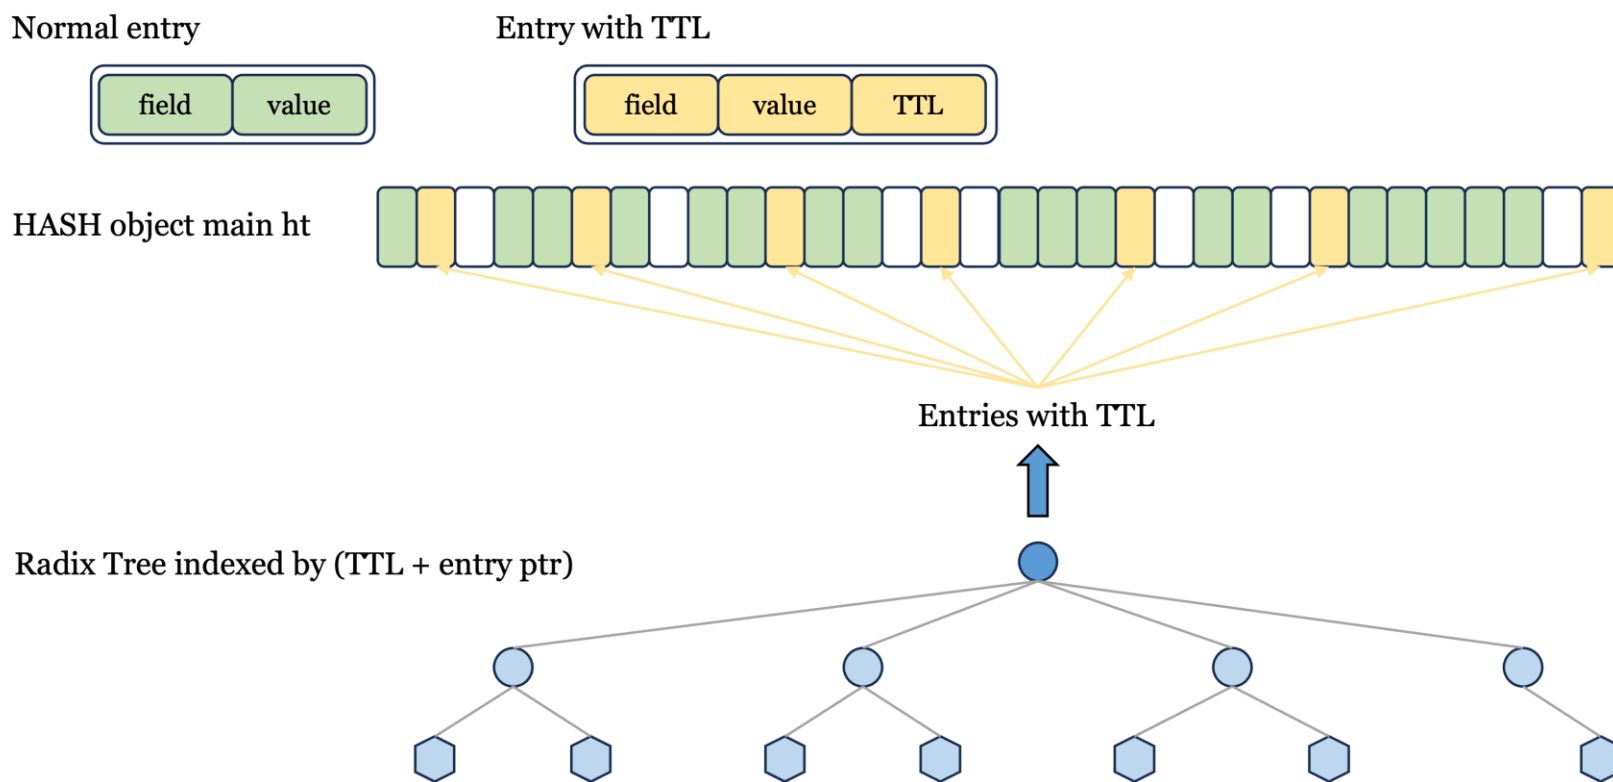 Normal entry
Entry with TTL
field value
field value TTL
HASH object main ht
Entries with TTL
Radix Tree indexed by (TTL + entry ptr)